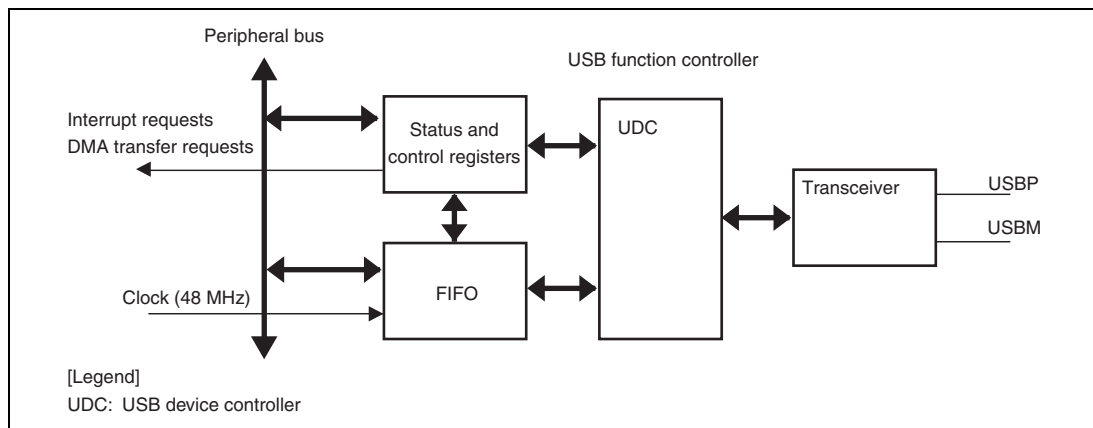 Peripheral bus
USB function controller
Interrupt requests
DMA transfer requests
Status and
control registers
UDC
Transceiver
USBP
USBM
FIFO
Clock (48 MHz)
[Legend]
UDC: USB device controller